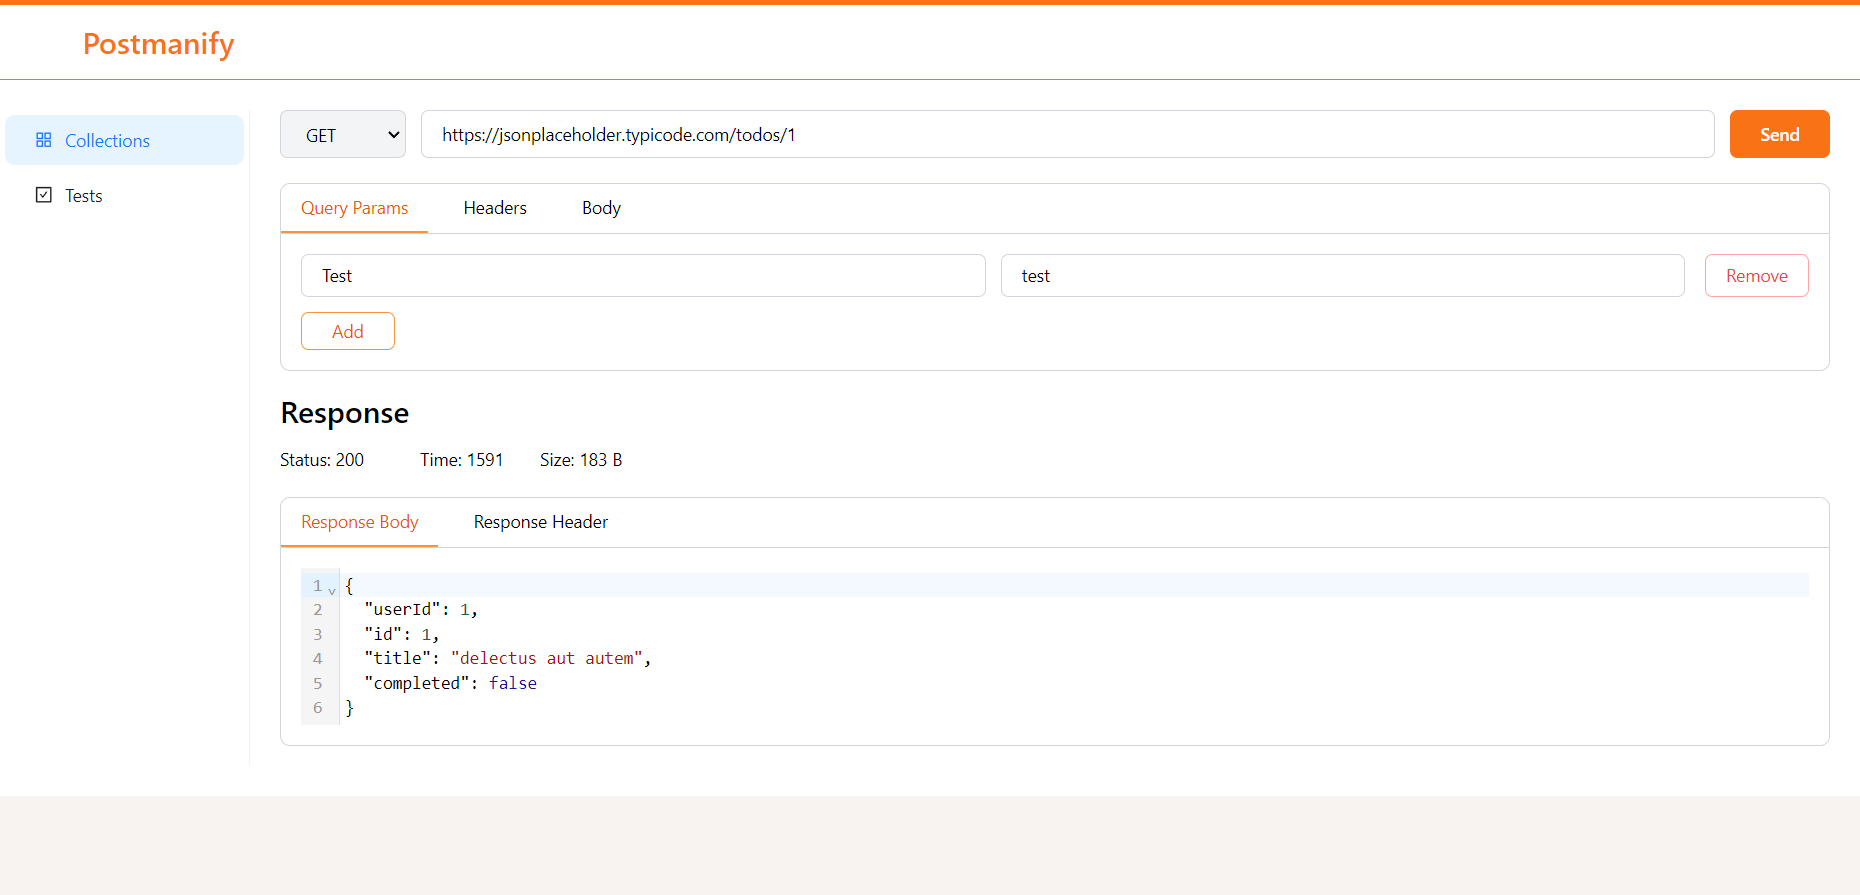 Postmanify
Collections
Tests
GET
https://jsonplaceholder.typicode.com/todos/1
Send
Query Params
Headers
Body
Test
test
Remove
Add
Response
Status: 200
Time: 1591
Size: 183 B
Response Body
Response Header
1 {
2 "userId": 1,
3 "id": 1,
4 "title": "delectus aut autem",
5 "completed": false
6 }